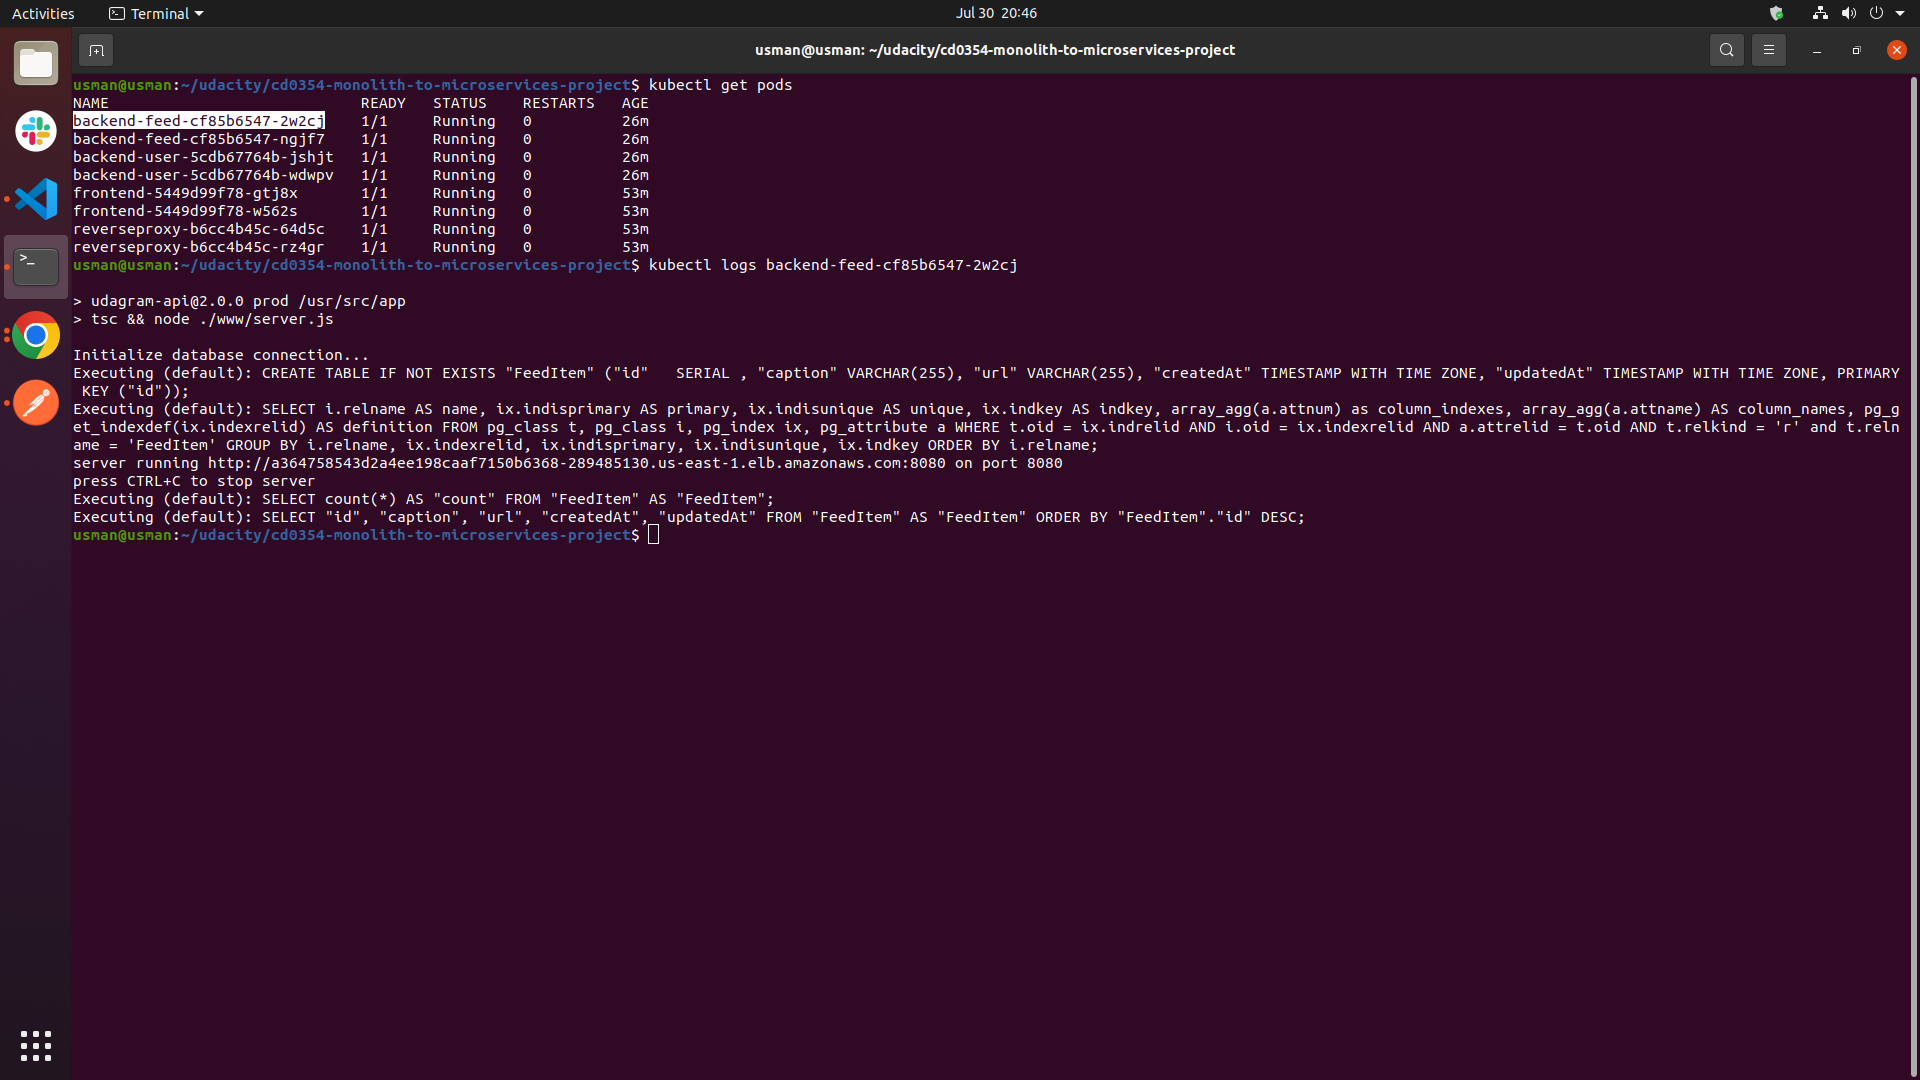 Activities Terminal Jul 30 20:46
usman@usman: ~/udacity/cd0354-monolith-to-microservices-project
usman@usman:~/udacity/cd0354-monolith-to-microservices-project$ kubectl get pods
NAME READY STATUS RESTARTS AGE
backend-feed-cf85b6547-2w2cj 1/1 Running 0 26m
backend-feed-cf85b6547-ngjf7 1/1 Running 0 26m
backend-user-5cdb67764b-jshjt 1/1 Running 0 26m
backend-user-5cdb67764b-wdwpv 1/1 Running 0 26m
frontend-5449d99f78-gtj8x 1/1 Running 0 53m
frontend-5449d99f78-w562s 1/1 Running 0 53m
reverseproxy-b6cc4b45c-64d5c 1/1 Running 0 53m
reverseproxy-b6cc4b45c-rz4gr 1/1 Running 0 53m
usman@usman:~/udacity/cd0354-monolith-to-microservices-project$ kubectl logs backend-feed-cf85b6547-2w2cj
> udagram-api@2.0.0 prod /usr/src/app
> tsc && node ./www/server.js
Initialize database connection...
Executing (default): CREATE TABLE IF NOT EXISTS "FeedItem" ("id"   SERIAL , "caption" VARCHAR(255), "url" VARCHAR(255), "createdAt" TIMESTAMP WITH TIME ZONE, "updatedAt" TIMESTAMP WITH TIME ZONE, PRIMARY
 KEY ("id"));
Executing (default): SELECT i.relname AS name, ix.indisprimary AS primary, ix.indisunique AS unique, ix.indkey AS indkey, array_agg(a.attnum) as column_indexes, array_agg(a.attname) AS column_names, pg_g
et_indexdef(ix.indexrelid) AS definition FROM pg_class t, pg_class i, pg_index ix, pg_attribute a WHERE t.oid = ix.indrelid AND i.oid = ix.indexrelid AND a.attrelid = t.oid AND t.relkind = 'r' and t.reln
ame = 'FeedItem' GROUP BY i.relname, ix.indexrelid, ix.indisprimary, ix.indisunique, ix.indkey ORDER BY i.relname;
server running http://a364758543d2a4ee198caaf7150b6368-289485130.us-east-1.elb.amazonaws.com:8080 on port 8080
press CTRL+C to stop server
Executing (default): SELECT count(*) AS "count" FROM "FeedItem" AS "FeedItem";
Executing (default): SELECT "id", "caption", "url", "createdAt", "updatedAt" FROM "FeedItem" AS "FeedItem" ORDER BY "FeedItem"."id" DESC;
usman@usman:~/udacity/cd0354-monolith-to-microservices-project$